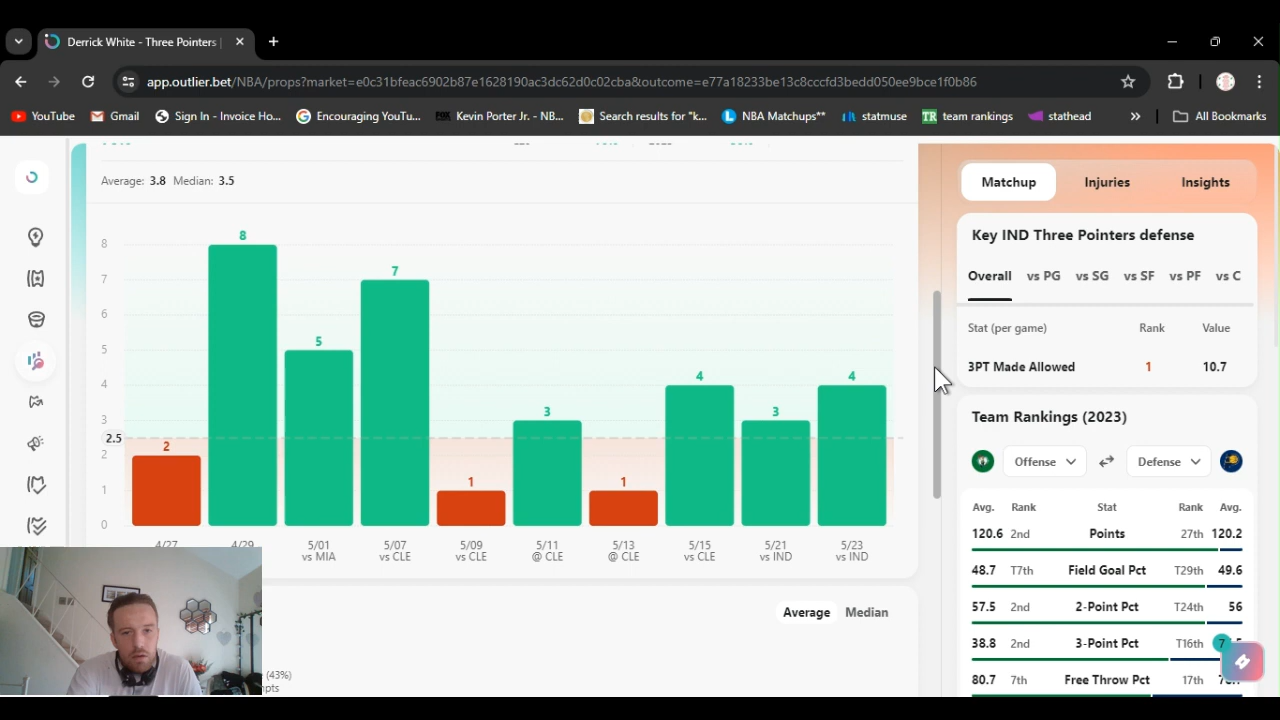 Derrick White - Three Pointers |
app.outlier.bet/NBA/props?market=e0c31bfeac6902b87e1628190ac3dc62d0c02cba&outcome=e77a18233be13c8cccfd3bedd050ee9bce1f0b86
YouTube Gmail Sign In - Invoice Ho... Encouraging YouTu... Kevin Porter Jr. - NB... Search results for "k... NBA Matchups** statmuse team rankings stathead » All Bookmarks
Average: 3.8 Median: 3.5
8
7
6
5
4
3
2.5
2
1
0
2
8
5
7
1
3
1
4
3
4
4/27
4/29
5/01
vs MIA
5/07
vs CLE
5/09
vs CLE
5/11
@ CLE
5/13
@ CLE
5/15
vs CLE
5/21
vs IND
5/23
vs IND
Average Median
(43%)
Matchup Injuries Insights
Key IND Three Pointers defense
Overall vs PG vs SG vs SF vs PF vs C
Stat (per game) Rank Value
3PT Made Allowed 1 10.7
Team Rankings (2023)
Offense Defense
Avg. Rank Stat Rank Avg.
120.6 2nd Points 27th 120.2
48.7 T7th Field Goal Pct T29th 49.6
57.5 2nd 2-Point Pct T24th 56
38.8 2nd 3-Point Pct T16th
80.7 7th Free Throw Pct 17th